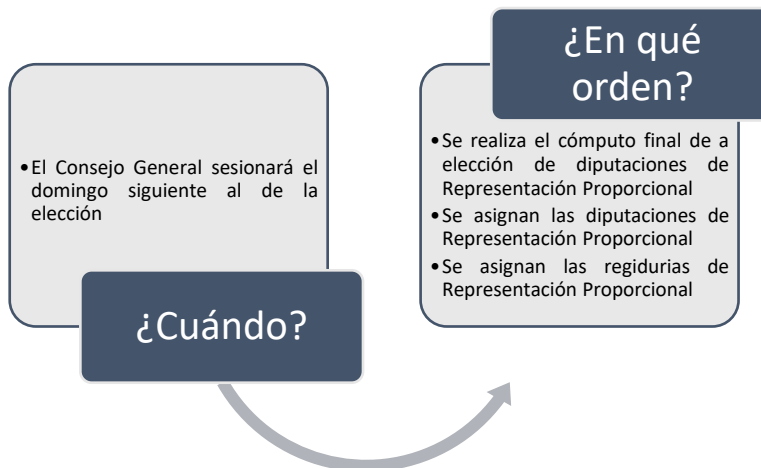 •El Consejo General sesionará el
domingo siguiente al de la
elección
¿Cuándo?
¿En qué
orden?
•Se realiza el cómputo final de a
elección de diputaciones de
Representación Proporcional
•Se asignan las diputaciones de
Representación Proporcional
•Se asignan las regidurias de
Representación Proporcional